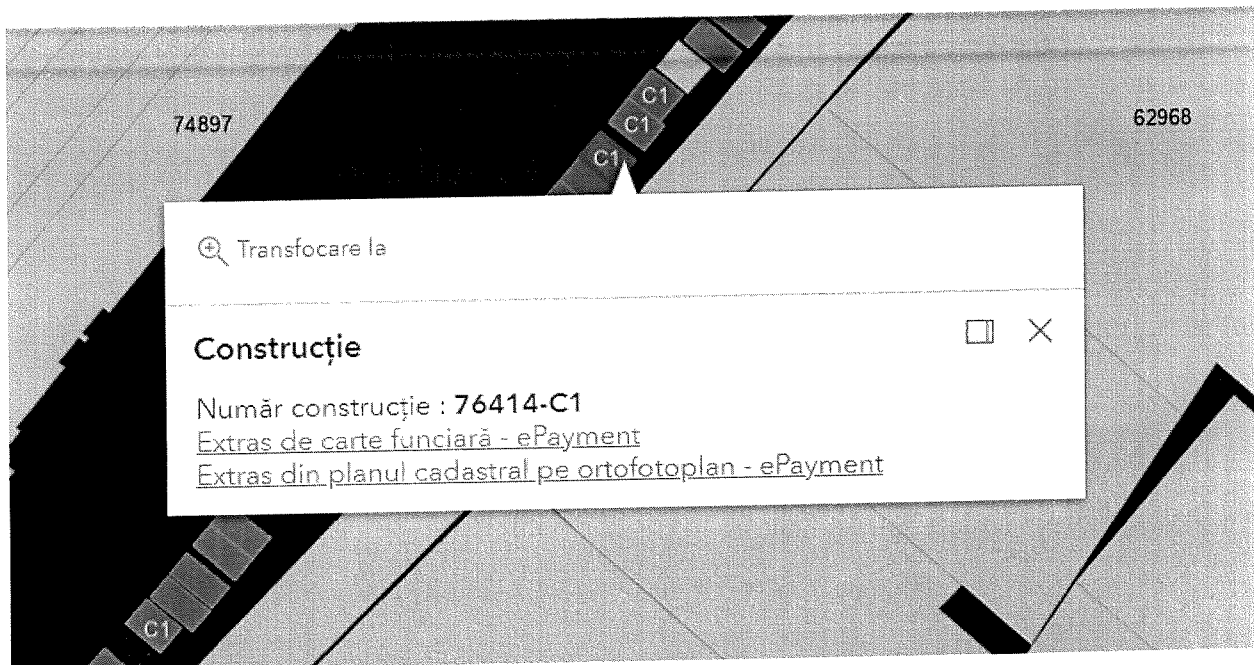 C1
74897
C1
62968
C1
Transfocare la
Construcție
Număr construcție : 76414-C1
Extras de carte funciară - ePayment
Extras din planul cadastral pe ortofotoplan - ePayment
C1